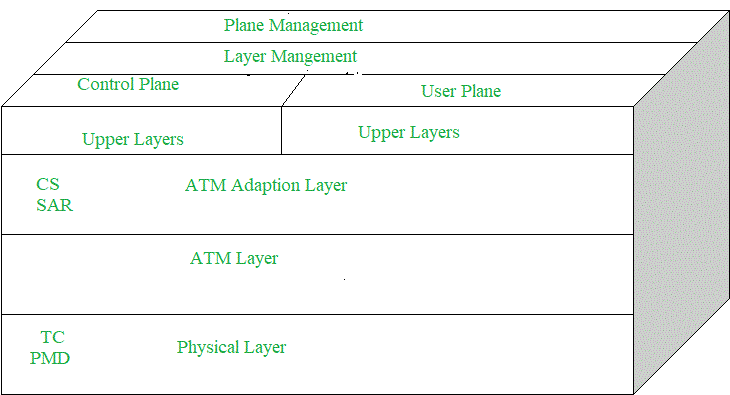 Plane Management
Layer Mangement
Control Plane
User Plane
Upper Layers
Upper Layers
CS
SAR
ATM Adaption Layer
ATM Layer
TC
PMD
Physical Layer